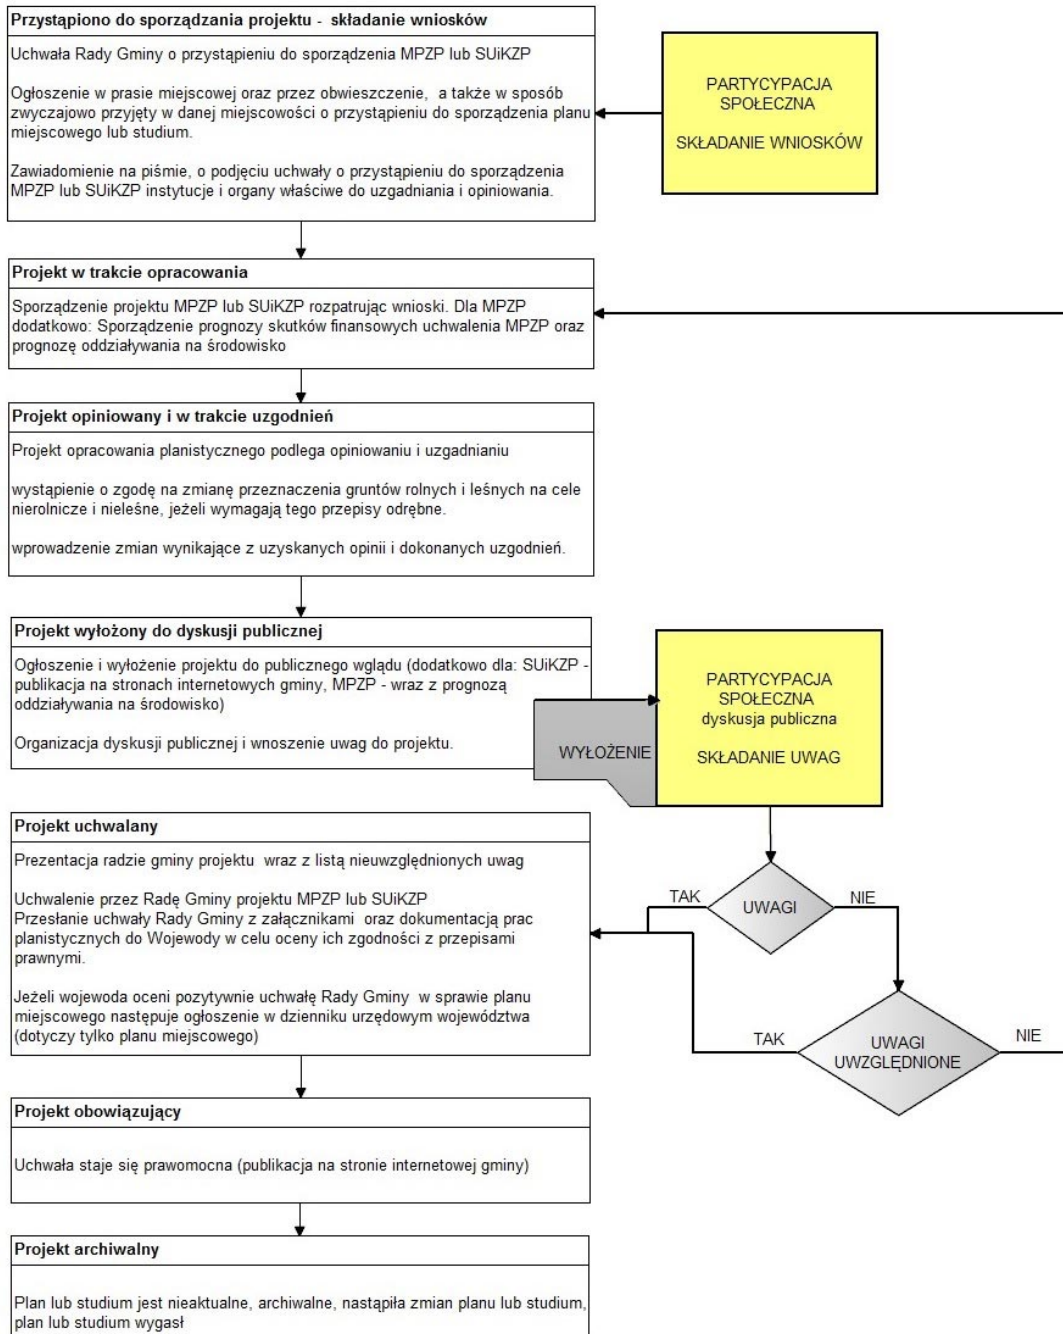 Przystąpiono do sporządzania projektu - składanie wniosków
Uchwała Rady Gminy o przystąpieniu do sporządzenia MPZP lub SUiKZP
Ogłoszenie w prasie miejscowej oraz przez obwieszczenie, a także w sposób
zwyczajowo przyjęty w danej miejscowości o przystąpieniu do sporządzenia planu
miejscowego lub studium.
Zawiadomienie na piśmie, o podjęciu uchwały o przystąpieniu do sporządzenia
MPZP lub SUiKZP instytucje i organy właściwe do uzgadniania i opiniowania.
PARTYCYPACJA
SPOŁECZNA
SKŁADANIE WNIOSKÓW
Projekt w trakcie opracowania
Sporządzenie projektu MPZP lub SUiKZP rozpatrując wnioski. Dla MPZP
dodatkowo: Sporządzenie prognozy skutków finansowych uchwalenia MPZP oraz
prognozę oddziaływania na środowisko
Projekt opiniowany i w trakcie uzgodnień
Projekt opracowania planistycznego podlega opiniowaniu i uzgadnianiu
wystąpienie o zgodę na zmianę przeznaczenia gruntów rolnych i leśnych na cele
nierolnicze i nieleśne, jeżeli wymagają tego przepisy odrębne.
wprowadzenie zmian wynikające z uzyskanych opinii i dokonanych uzgodnień.
Projekt wyłożony do dyskusji publicznej
Ogłoszenie i wyłożenie projektu do publicznego wglądu (dodatkowo dla: SUiKZP -
publikacja na stronach internetowych gminy, MPZP - wraz z prognozą
oddziaływania na środowisko)
Organizacja dyskusji publicznej i wnoszenie uwag do projektu.
WYŁOŻENIE
PARTYCYPACJA
SPOŁECZNA
dyskusja publiczna
SKŁADANIE UWAG
Projekt uchwalany
Prezentacja radzie gminy projektu wraz z listą nieuwzględnionych uwag
Uchwalenie przez Radę Gminy projektu MPZP lub SUiKZP
Przesłanie uchwały Rady Gminy z załącznikami oraz dokumentacją prac
planistycznych do Wojewody w celu oceny ich zgodności z przepisami
prawnymi.
Jeżeli wojewoda oceni pozytywnie uchwałę Rady Gminy w sprawie planu
miejscowego następuje ogłoszenie w dzienniku urzędowym województwa
(dotyczy tylko planu miejscowego)
TAK
UWAGI
NIE
TAK
UWAGI
UWZGLĘDNIONE
NIE
Projekt obowiązujący
Uchwała staje się prawomocna (publikacja na stronie internetowej gminy)
Projekt archiwalny
Plan lub studium jest nieaktualne, archiwalne, nastąpiła zmian planu lub studium,
plan lub studium wygasł